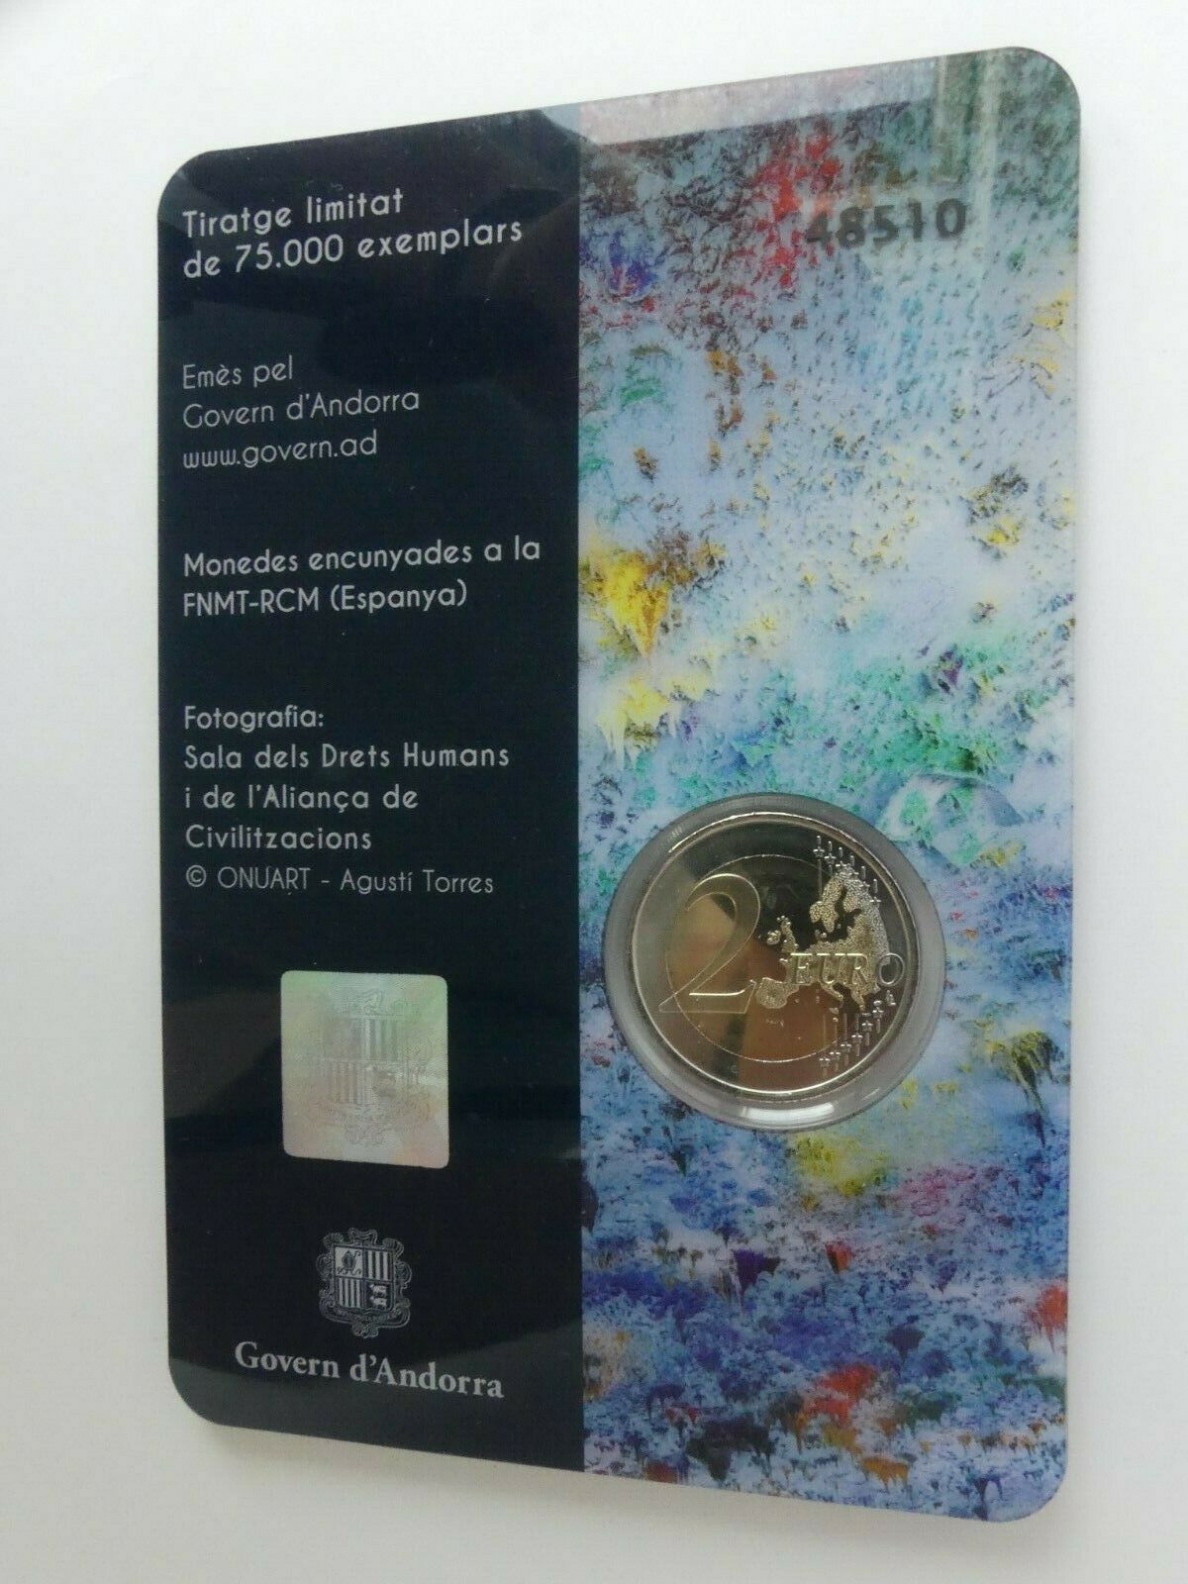 Tiratge limitat
de 75.000 exemplars
Emès pel
Govern d'Andorra
www.govern.ad
Monedes encunyades a la
FNMT-RCM (Espanya)
Fotografia:
Sala dels Drets Humans
i de l'Aliança de
Civilitzacions
© ONUART - Agustí Torres
Govern d'Andorra
48510
2 EURO